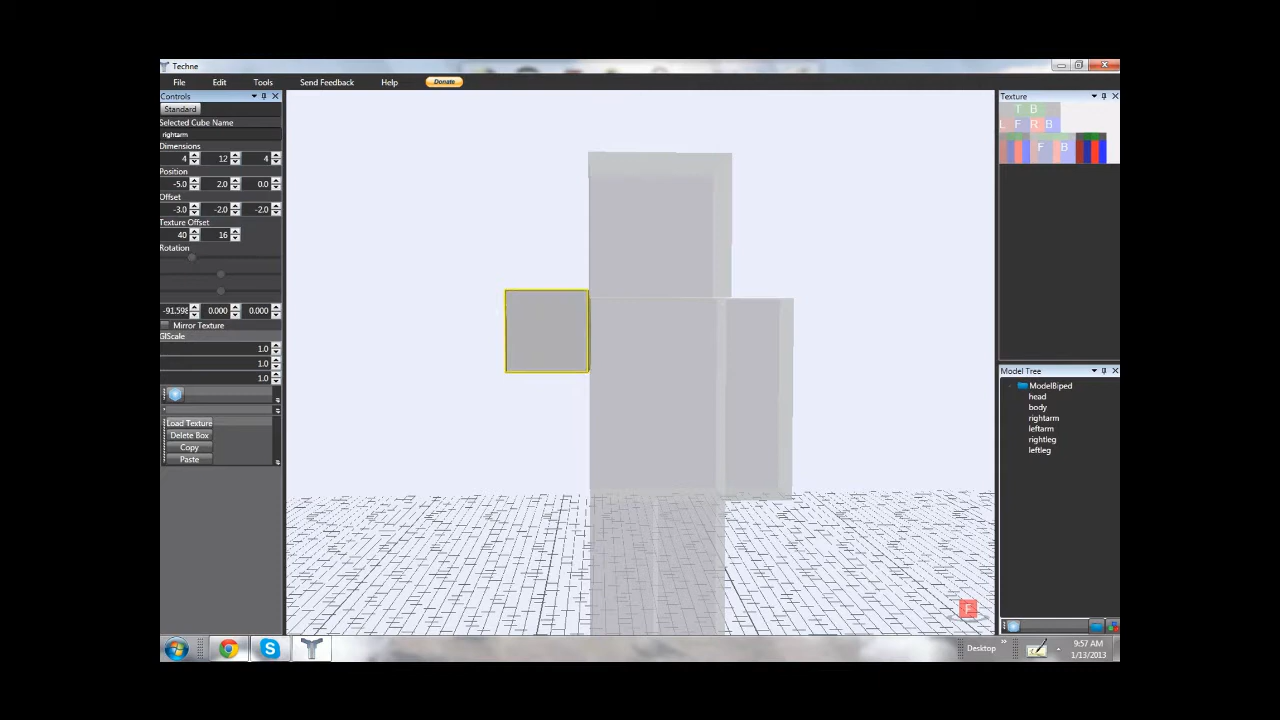 Techne
File Edit Tools Send Feedback Help Donate
Controls
Standard
Selected Cube Name
rightarm
Dimensions
4 12 4
Position
-5.0 2.0 0.0
Offset
-3.0 -2.0 -2.0
Texture Offset
40 16
Rotation
-91.598 0.000 0.000
Mirror Texture
GlScale
1.0
1.0
1.0
Load Texture
Delete Box
Copy
Paste
F
Texture
T B
L F R B
F B
Model Tree
ModelBiped
head
body
rightarm
leftarm
rightleg
leftleg
Desktop
9:57 AM
1/13/2013